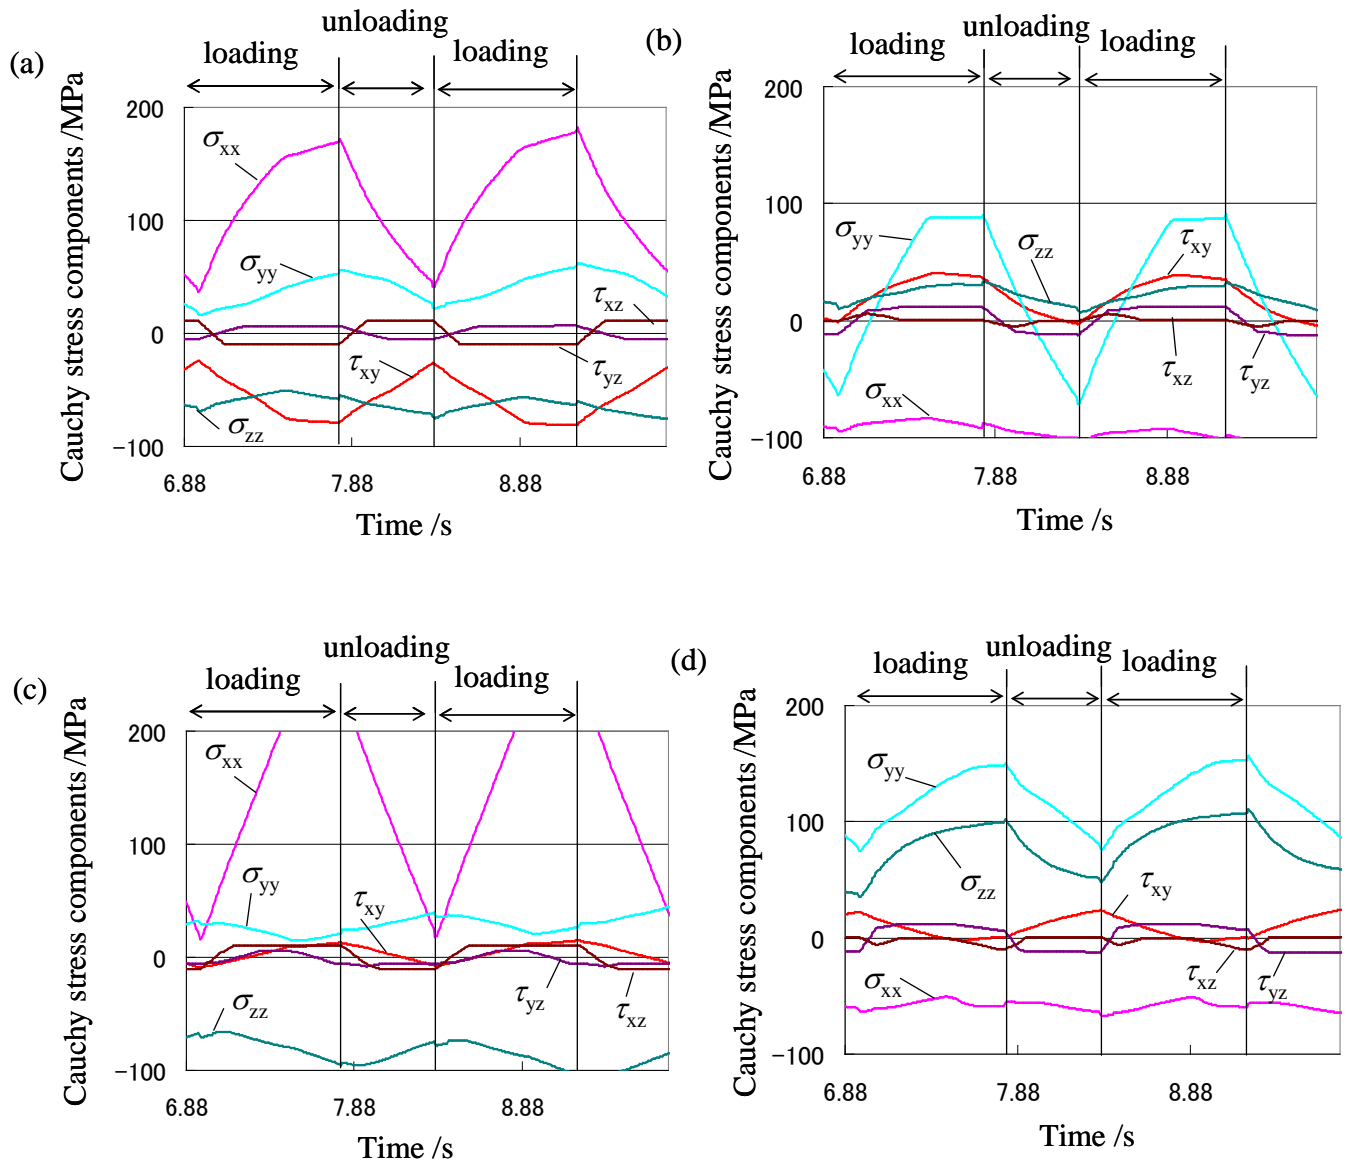 (a)
unloading
loading
loading
Cauchy stress components /MPa
200
100
0
−100
σxx
σyy
τxz
τxy
τyz
σzz
6.88
7.88
8.88
Time /s
(b)
unloading
loading
loading
Cauchy stress components /MPa
200
100
0
−100
σyy
σzz
τxy
σxx
τxz
τyz
6.88
7.88
8.88
Time /s
(c)
unloading
loading
loading
Cauchy stress components /MPa
200
100
0
−100
σxx
σyy
τxy
τyz
τxz
σzz
6.88
7.88
8.88
Time /s
(d)
unloading
loading
loading
Cauchy stress components /MPa
200
100
0
−100
σyy
σzz
τxy
σxx
τxz
τyz
6.88
7.88
8.88
Time /s